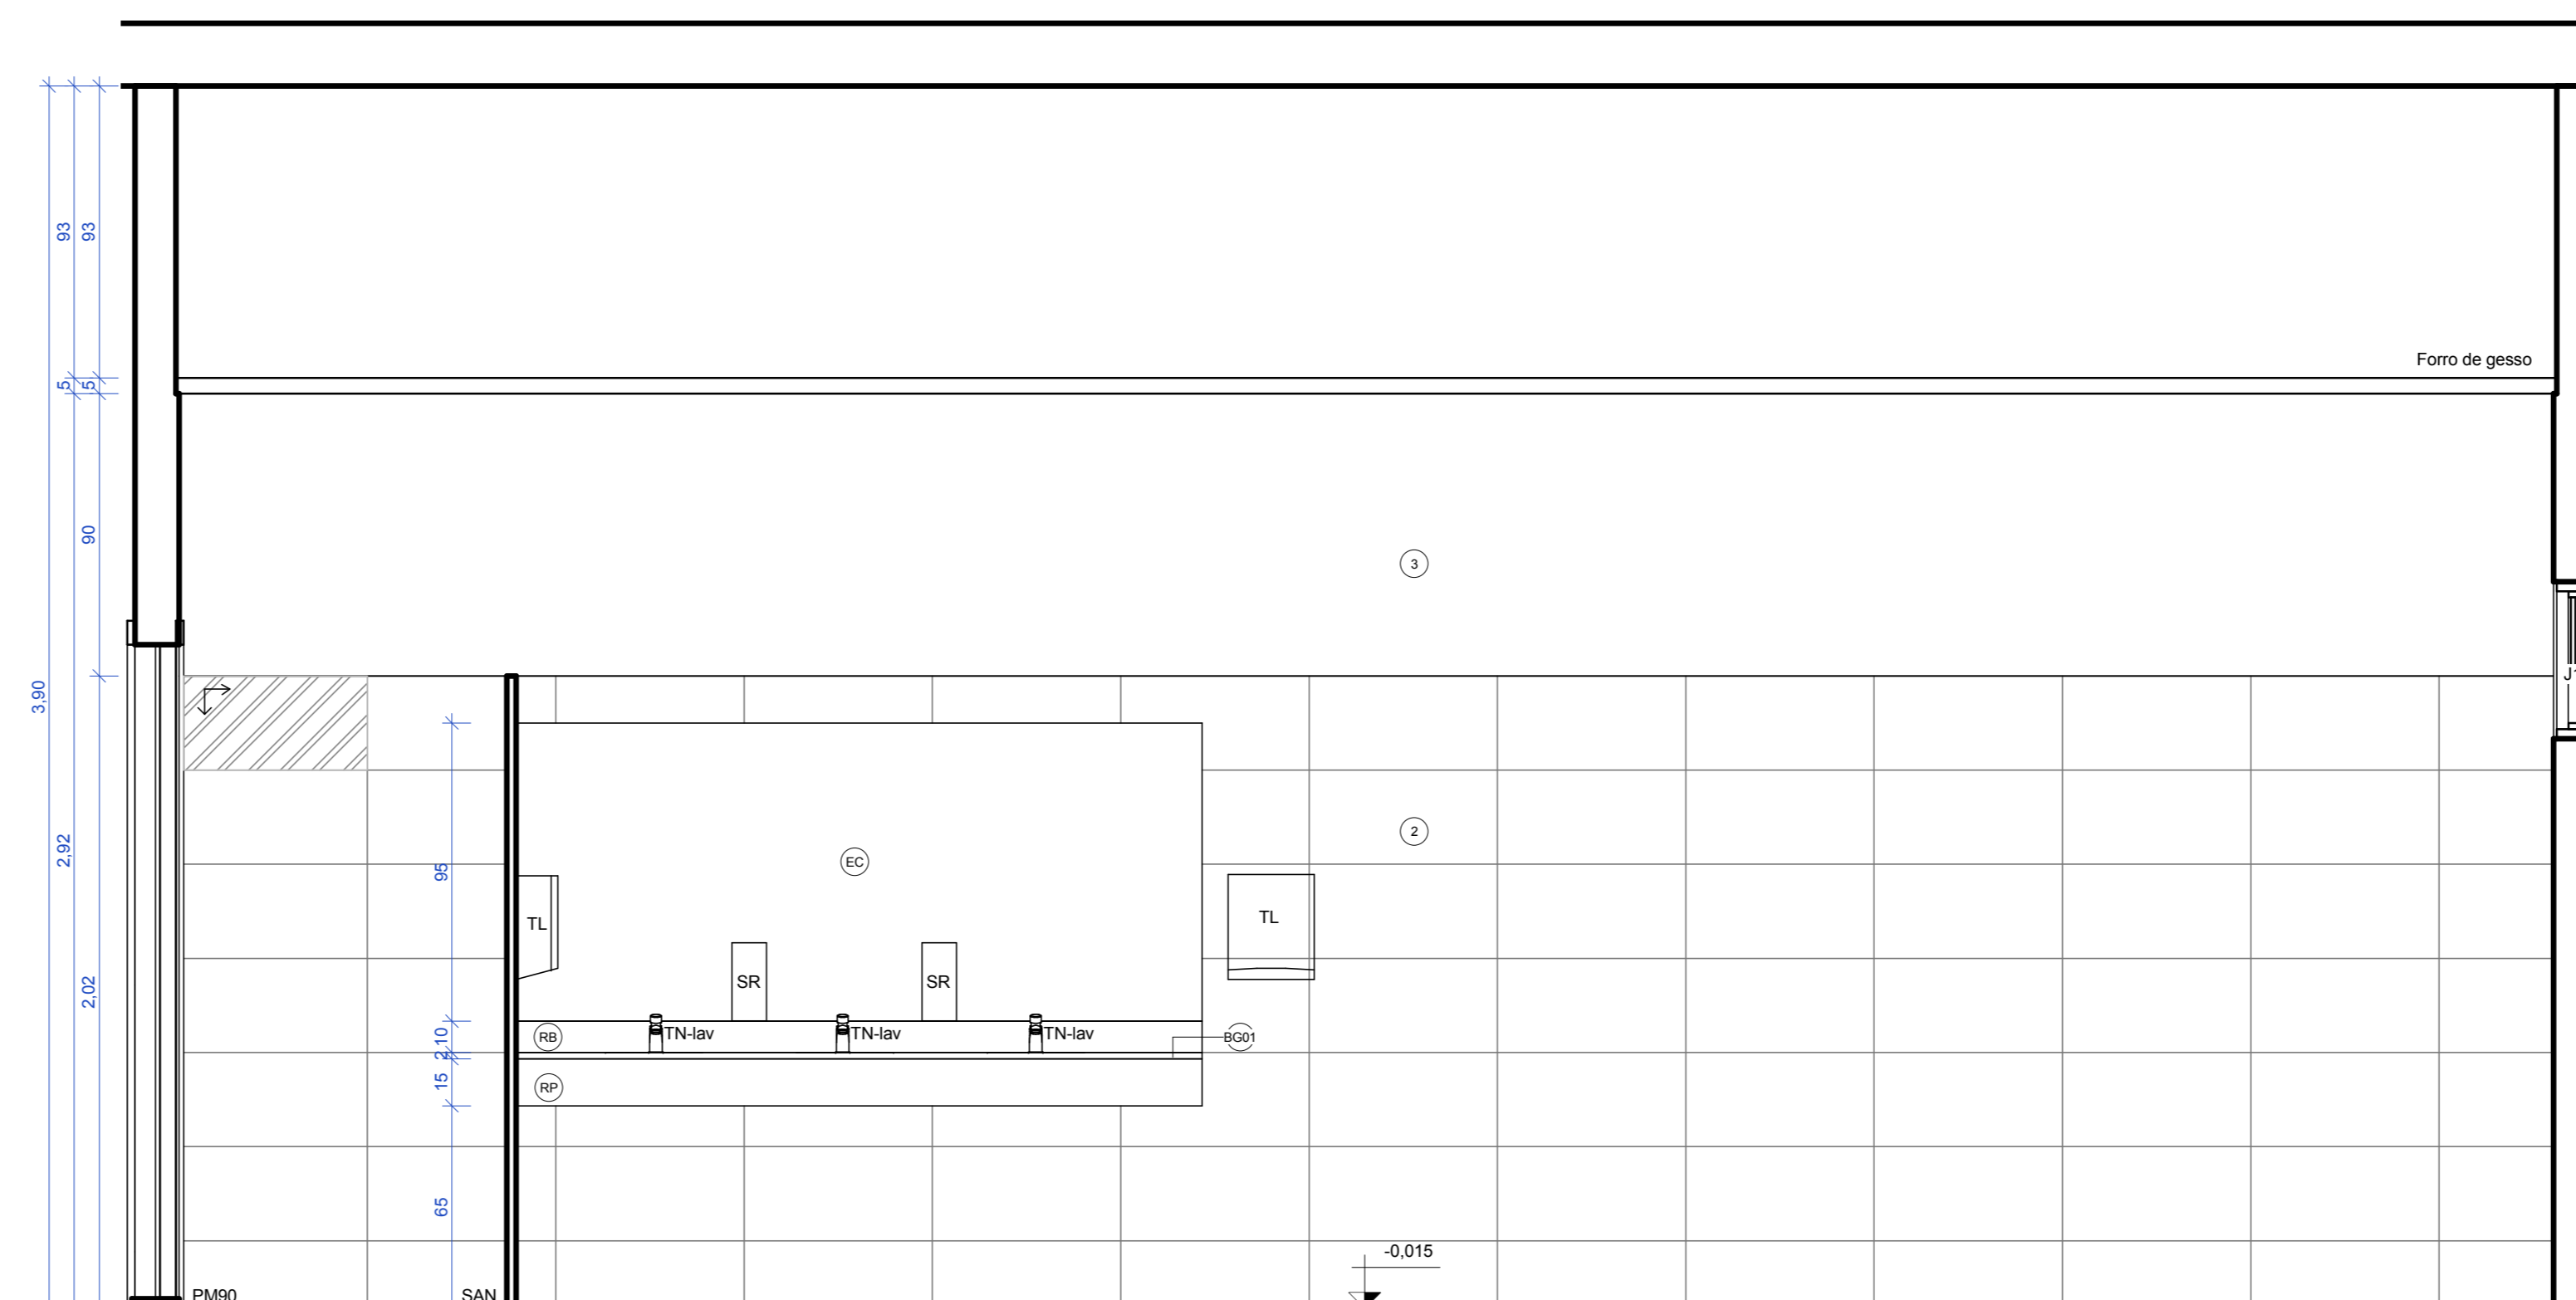 93
93
Forro de gesso
5
5
90
3
J1
3,90
2,92
2
EC
95
TL
TL
SR
SR
2,02
TN-lav
TN-lav
TN-lav
RB
BG01
10
2
15
RP
65
-0,015
PM90
SAN